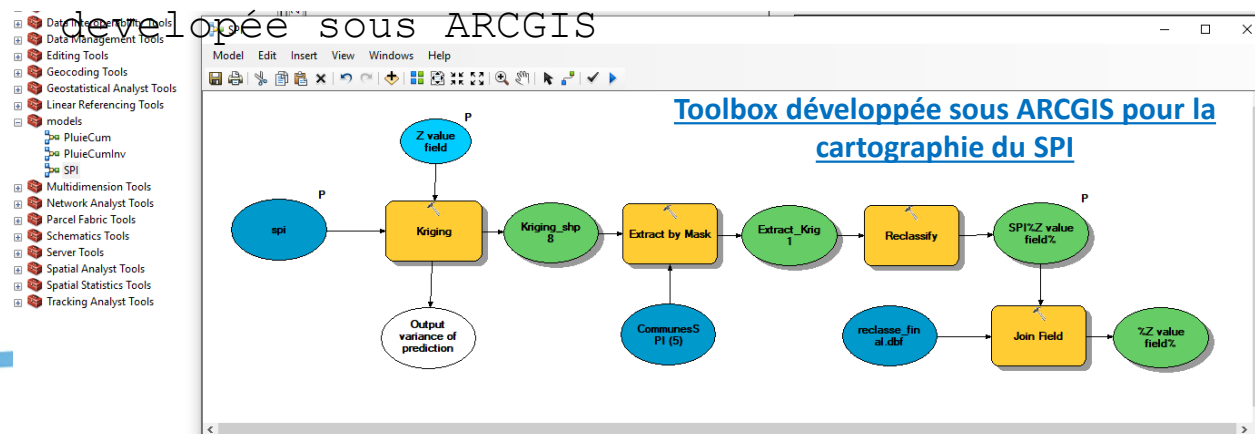 developée sous ARCGIS
Data Interoperability Tools
Data Management Tools
Editing Tools
Geocoding Tools
Geostatistical Analyst Tools
Linear Referencing Tools
models
PluieCum
PluieCumInv
SPI
Multidimension Tools
Network Analyst Tools
Parcel Fabric Tools
Schematics Tools
Server Tools
Spatial Analyst Tools
Spatial Statistics Tools
Tracking Analyst Tools
SPI
Model Edit Insert View Windows Help
Toolbox développée sous ARCGIS pour la
cartographie du SPI
P
Z value
field
P
spi
Kriging
Kriging_shp
8
Extract by Mask
Extract_Krig
1
Reclassify
P
SPI%Z value
field%
Output
variance of
prediction
CommunesS
PI (5)
reclasse_fin
al.dbf
Join Field
%Z value
field%